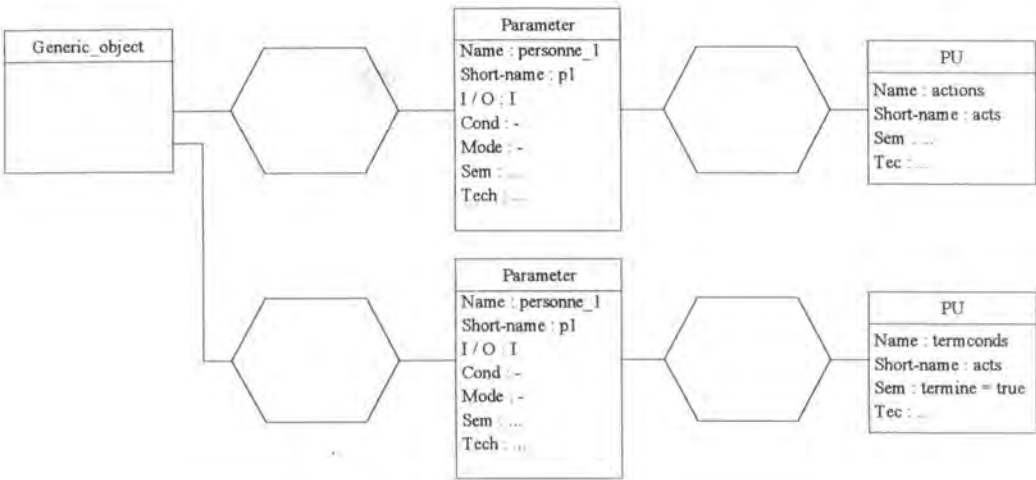 Generic_object
Parameter
Name : personne_1
Short-name : p1
I / O : I
Cond : -
Mode : -
Sem : ...
Tech : ...
PU
Name : actions
Short-name : acts
Sem : ...
Tec : ...
Parameter
Name : personne_1
Short-name : p1
I / O : I
Cond : -
Mode : -
Sem : ...
Tech : ...
PU
Name : termconds
Short-name : acts
Sem : termine = true
Tec : ...